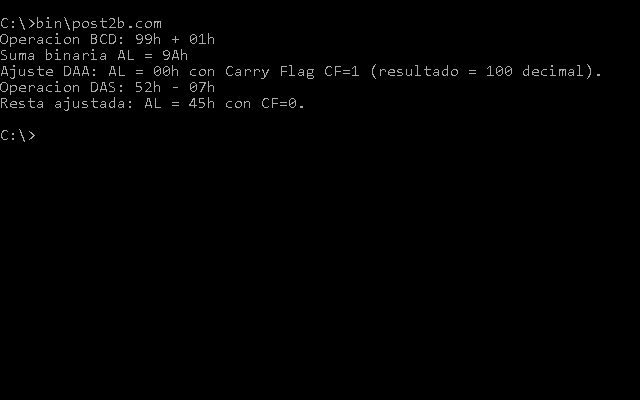 C:\>bin\post2b.com
Operacion BCD: 99h + 01h
Suma binaria AL = 9Ah
Ajuste DAA: AL = 00h con Carry Flag CF=1 (resultado = 100 decimal).
Operacion DAS: 52h - 07h
Resta ajustada: AL = 45h con CF=0.
C:\>